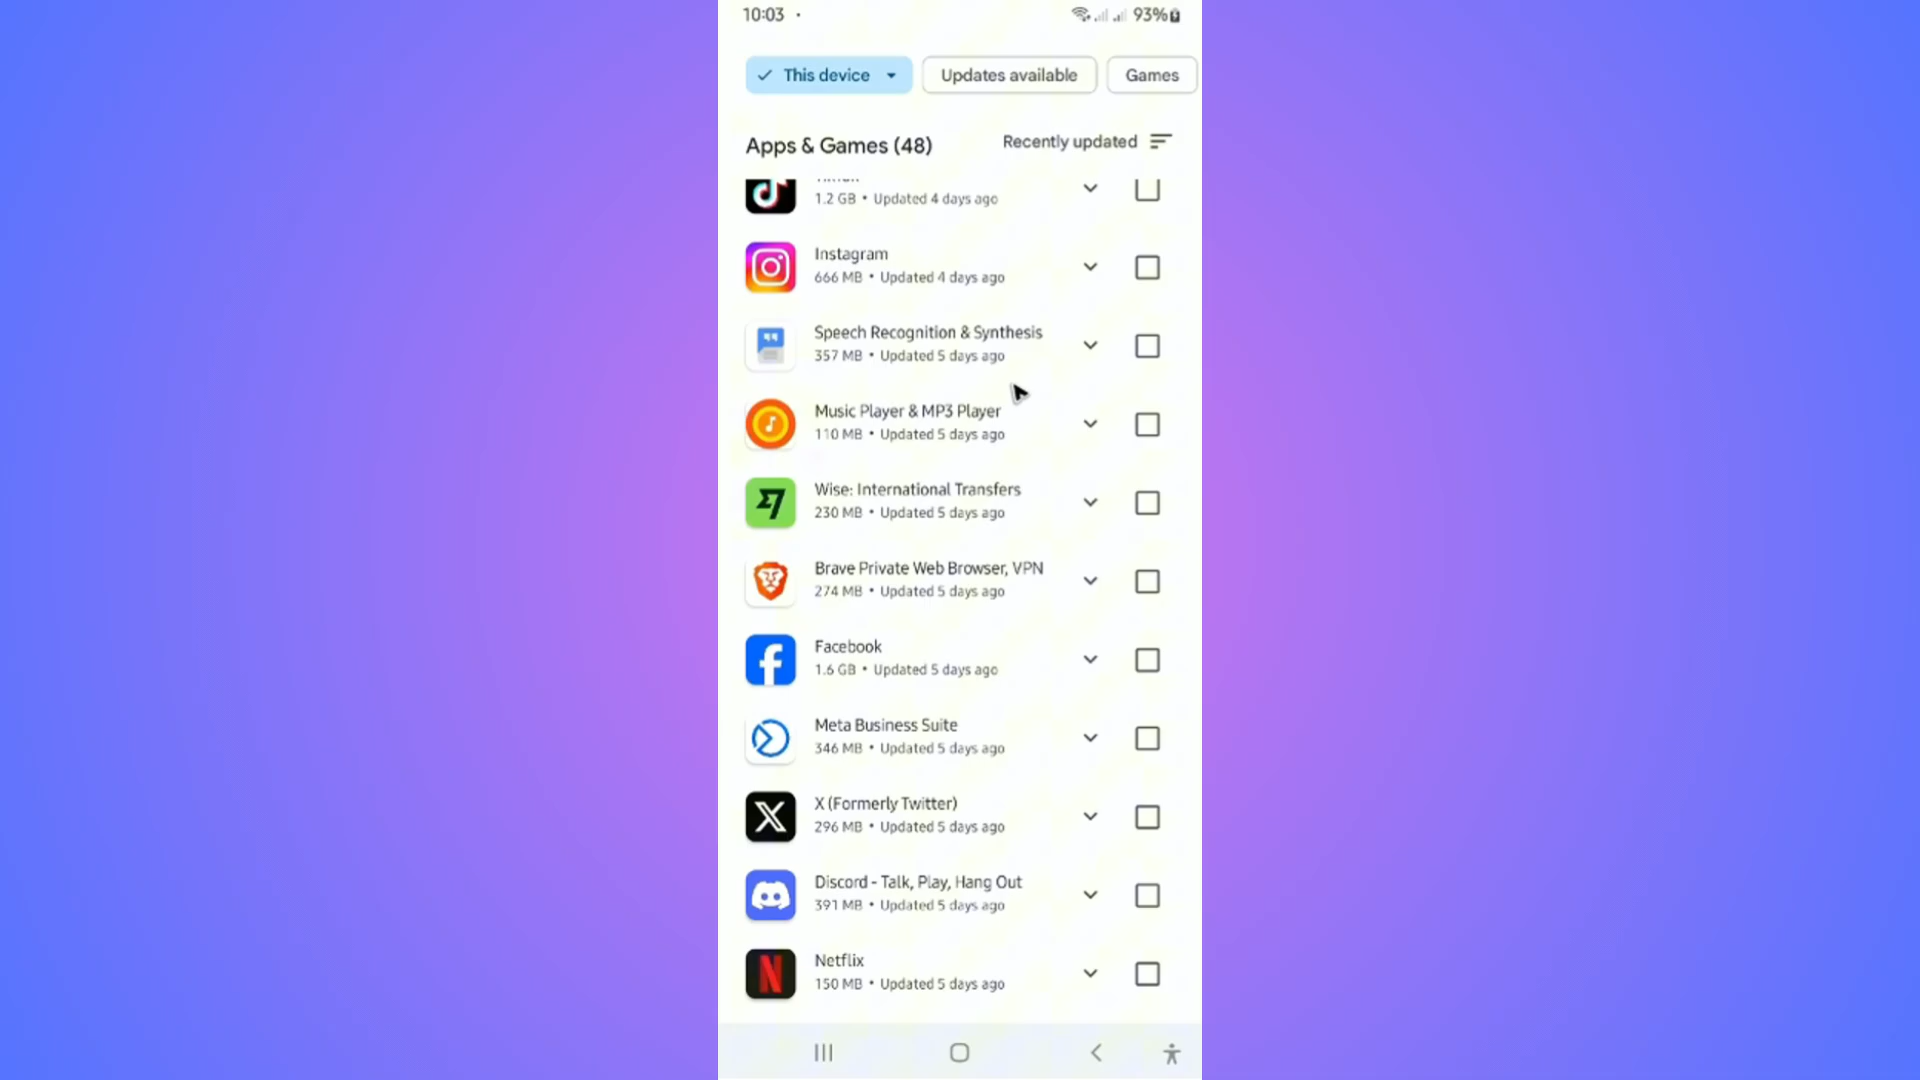 10:03
93%
This device
Updates available
Games
Apps & Games (48)
Recently updated
1.2 GB • Updated 4 days ago
Instagram
666 MB • Updated 4 days ago
Speech Recognition & Synthesis
357 MB • Updated 5 days ago
Music Player & MP3 Player
110 MB • Updated 5 days ago
Wise: International Transfers
230 MB • Updated 5 days ago
Brave Private Web Browser, VPN
274 MB • Updated 5 days ago
Facebook
1.6 GB • Updated 5 days ago
Meta Business Suite
346 MB • Updated 5 days ago
X (Formerly Twitter)
296 MB • Updated 5 days ago
Discord - Talk, Play, Hang Out
391 MB • Updated 5 days ago
Netflix
150 MB • Updated 5 days ago